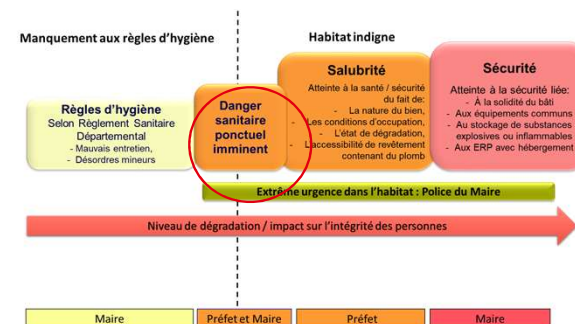 Manquement aux règles d'hygiène
Habitat indigne
Règles d'hygiène
Selon Règlement Sanitaire
Départemental
- Mauvais entretien,
- Désordres mineurs
Danger
sanitaire
ponctuel
imminent
Salubrité
Atteinte à la santé / sécurité
du fait de:
- La nature du bien,
- Les conditions d'occupation,
- L'état de dégradation,
- L'accessibilité de revêtement
contenant du plomb
Sécurité
Atteinte à la sécurité liée:
- À la solidité du bâti
- Aux équipements communs
- Au stockage de substances
explosives ou inflammables
- Aux ERP avec hébergement
Extrême urgence dans l'habitat : Police du Maire
Niveau de dégradation / impact sur l'intégrité des personnes
Maire
Préfet et Maire
Préfet
Maire